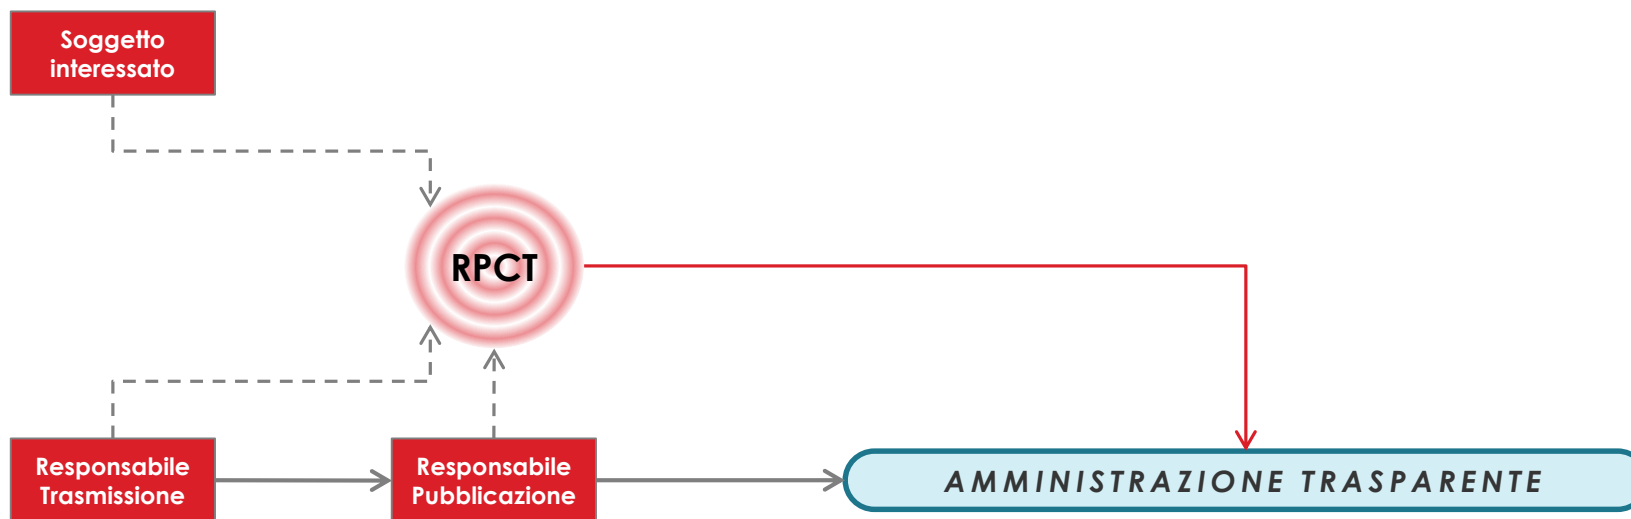 Soggetto
interessato
RPCT
Responsabile
Trasmissione
Responsabile
Pubblicazione
AMMINISTRAZIONE TRASPARENTE